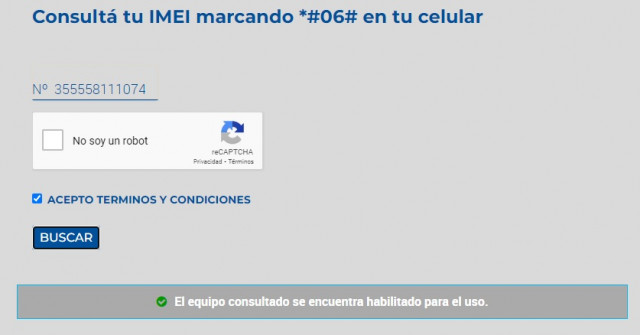 Consultá tu IMEI marcando *#06# en tu celular
Nº 355558111074
No soy un robot
reCAPTCHA
Privacidad - Términos
ACEPTO TERMINOS Y CONDICIONES
BUSCAR
El equipo consultado se encuentra habilitado para el uso.